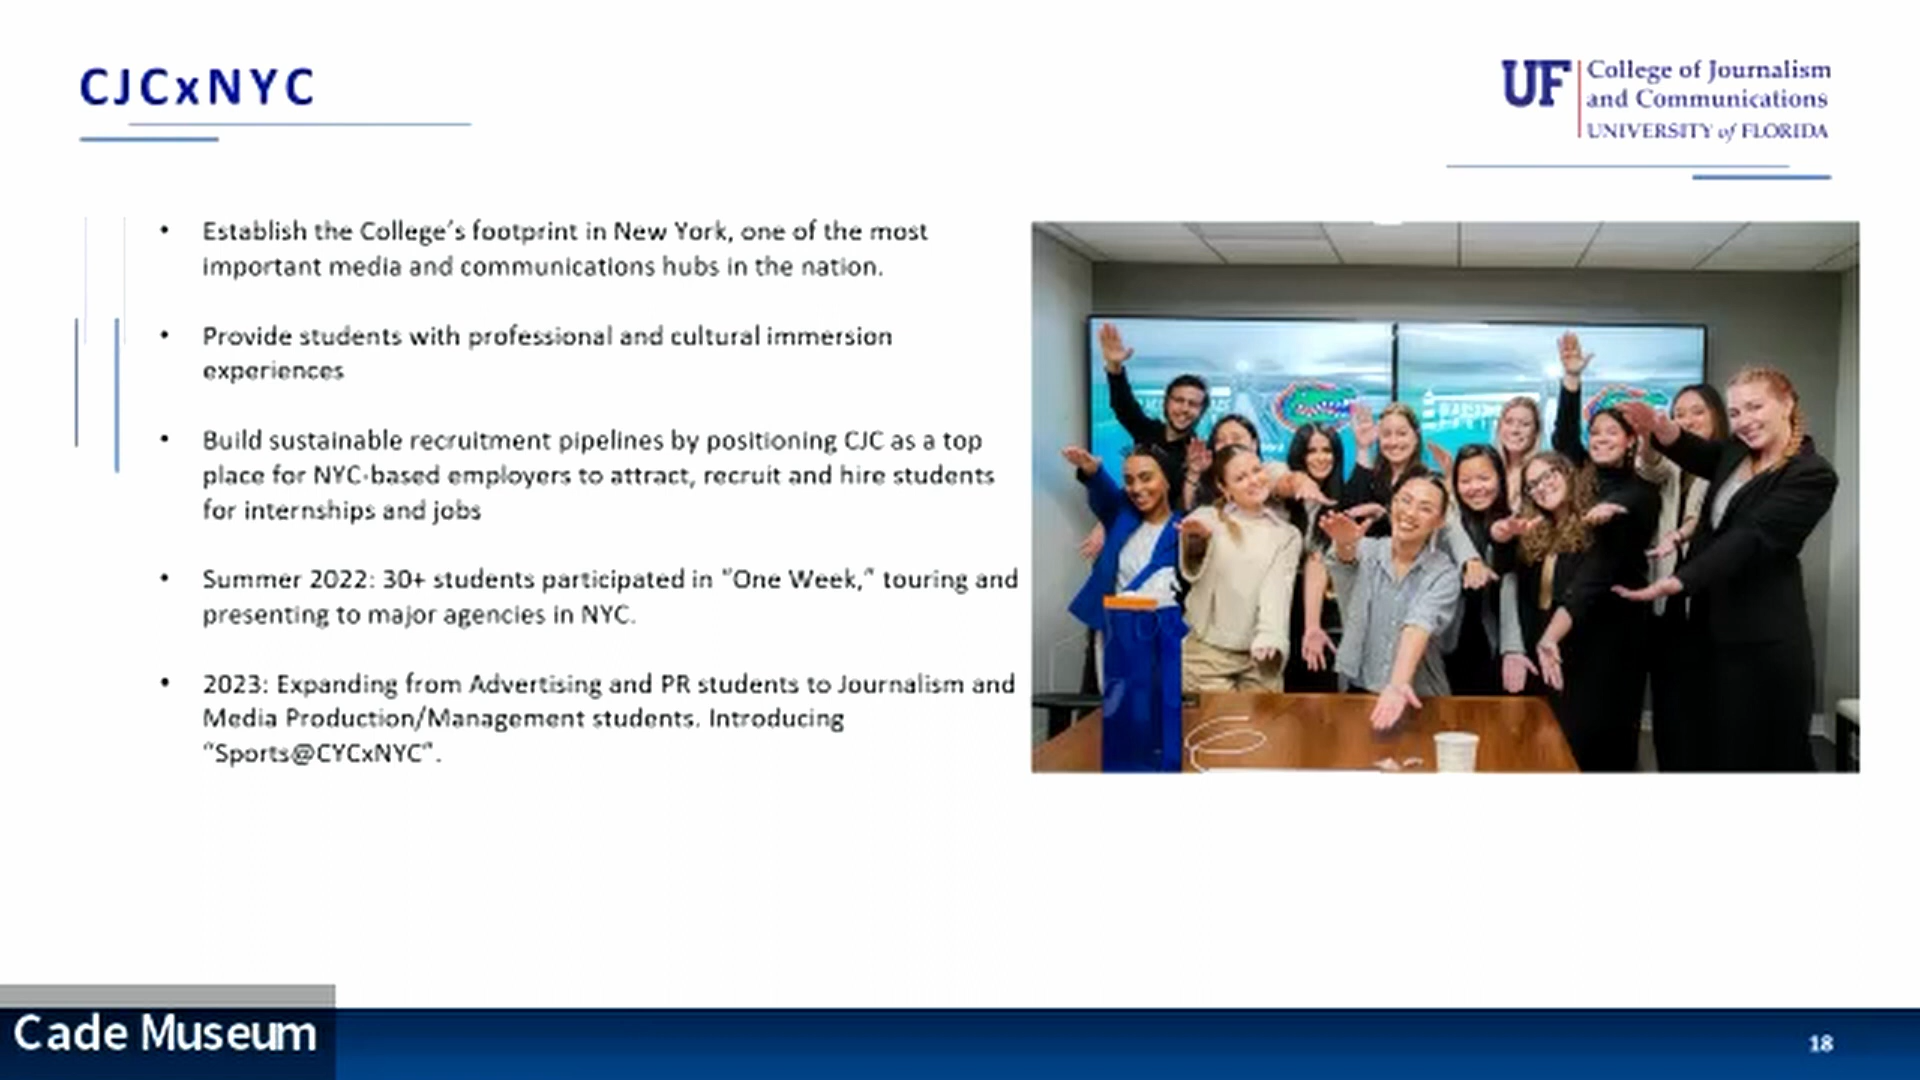 CJCxNYC
UF
College of Journalism
and Communications
UNIVERSITY of FLORIDA
• Establish the College's footprint in New York, one of the most
important media and communications hubs in the nation.
• Provide students with professional and cultural immersion
experiences
• Build sustainable recruitment pipelines by positioning CJC as a top
place for NYC-based employers to attract, recruit and hire students
for internships and jobs
• Summer 2022: 30+ students participated in "One Week," touring and
presenting to major agencies in NYC.
• 2023: Expanding from Advertising and PR students to Journalism and
Media Production/Management students. Introducing
"Sports@CYCxNYC".
Cade Museum
18